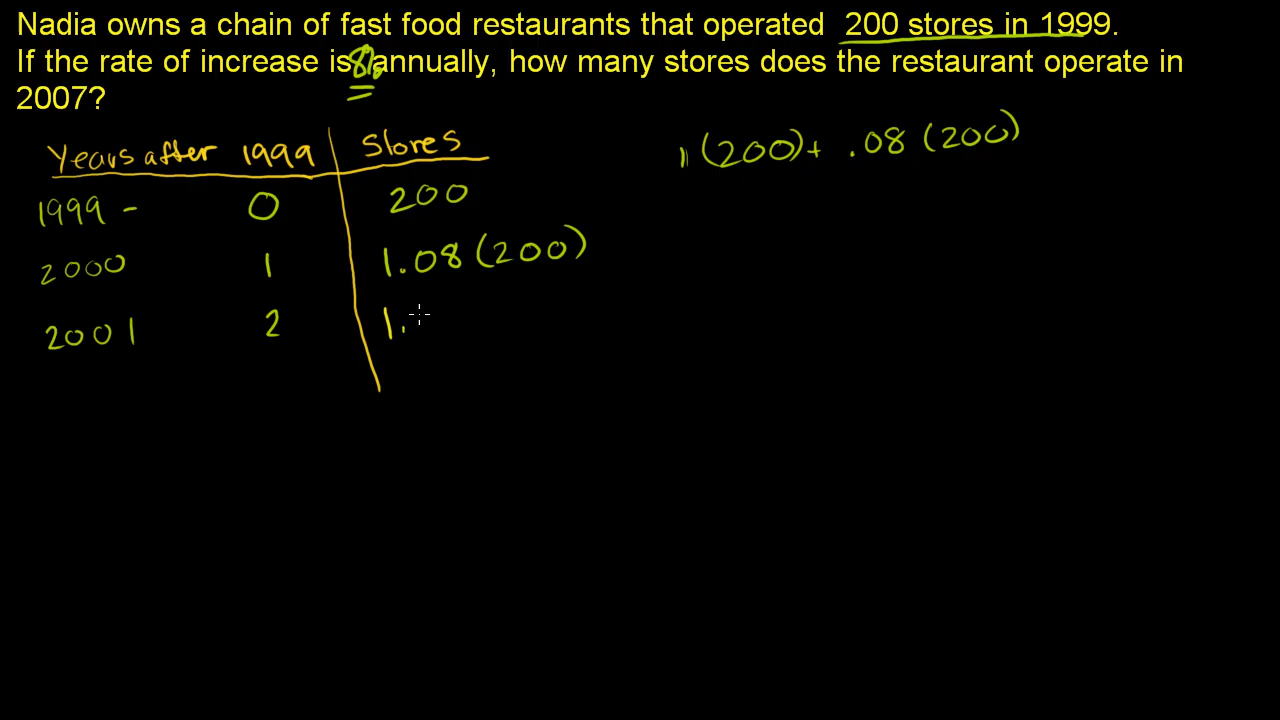 Nadia owns a chain of fast food restaurants that operated 200 stores in 1999.
If the rate of increase is 8% annually, how many stores does the restaurant operate in
2007?
Years after 1999 Stores
1999 - 0 200
2000 1 1.08 (200)
2001 2 1.
1 (200) + .08 (200)